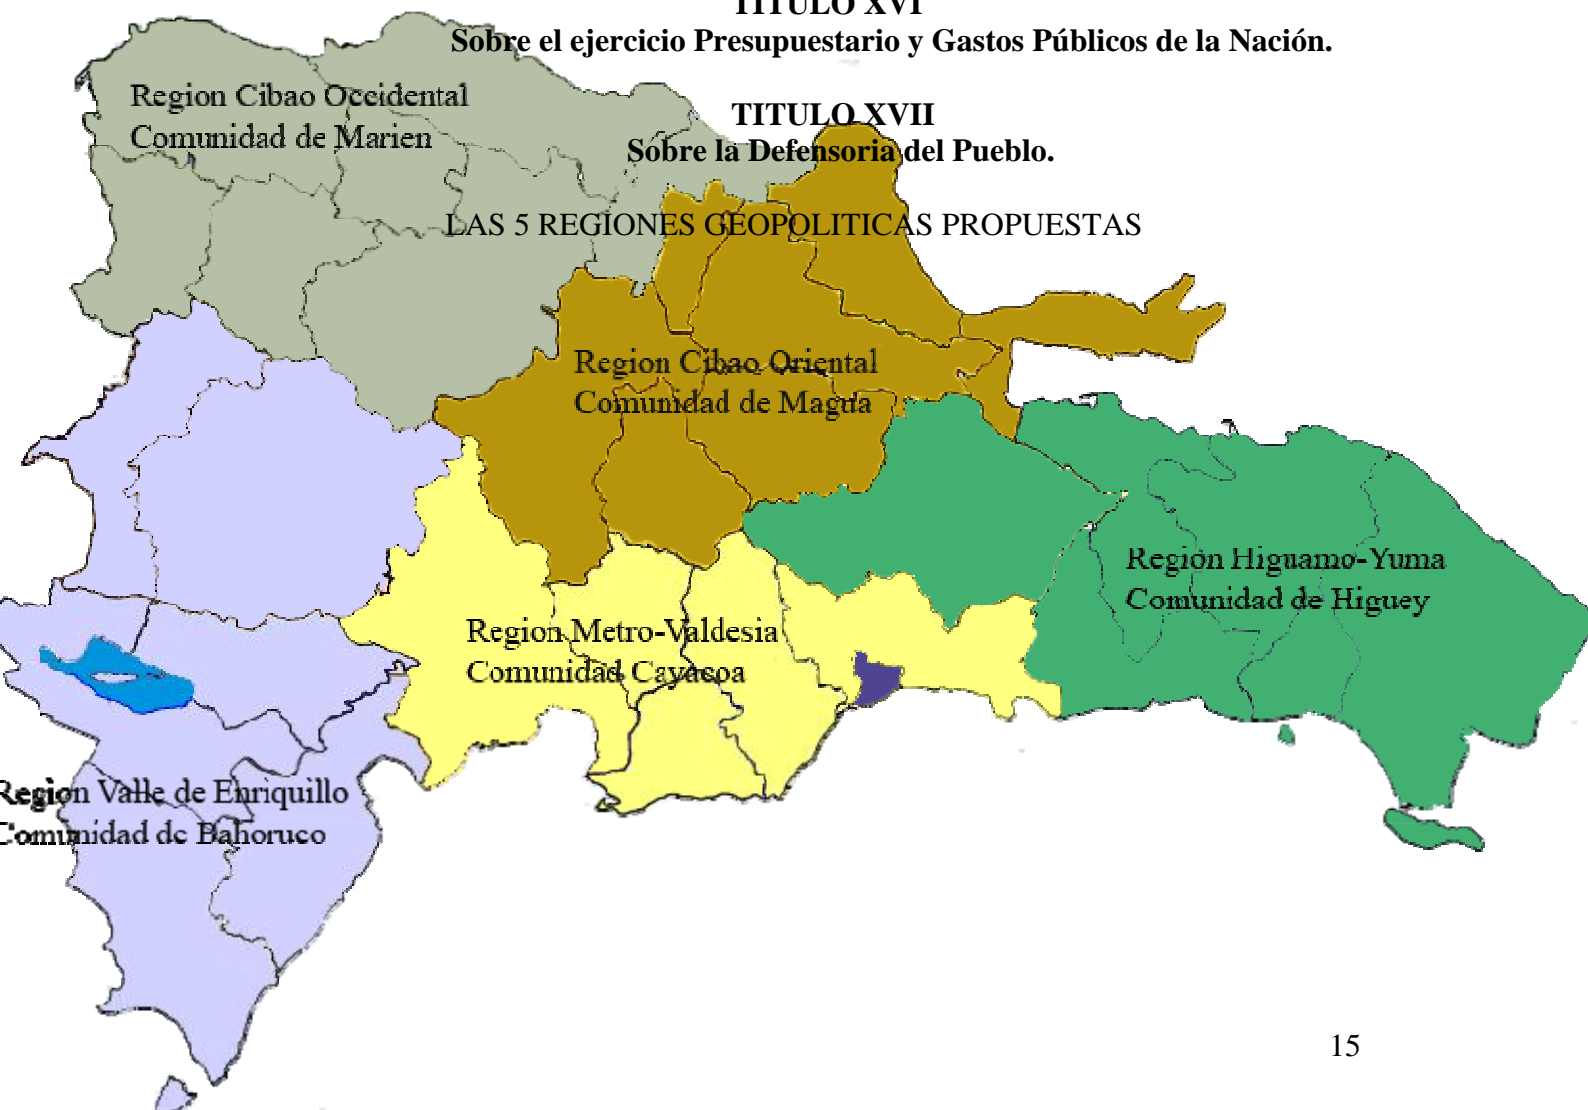 TITULO XVI
Sobre el ejercicio Presupuestario y Gastos Públicos de la Nación.
Region Cibao Occidental
Comunidad de Marien
TITULO XVII
Sobre la Defensoria del Pueblo.
LAS 5 REGIONES GEOPOLITICAS PROPUESTAS
Region Cibao Oriental
Comunidad de Magua
Region Higuamo-Yuma
Comunidad de Higuey
Region Metro-Valdesia
Comunidad Cayacoa
Region Valle de Enriquillo
Comunidad de Bahoruco
15